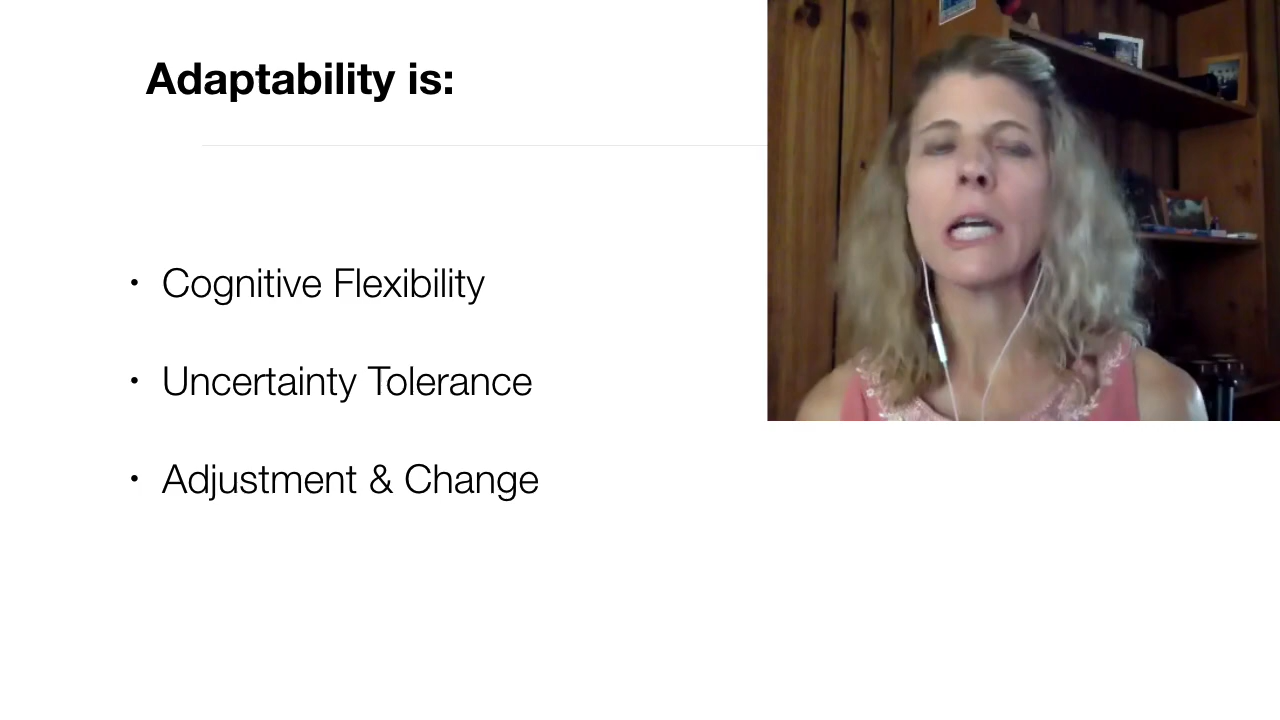 Adaptability is:
• Cognitive Flexibility
• Uncertainty Tolerance
• Adjustment & Change